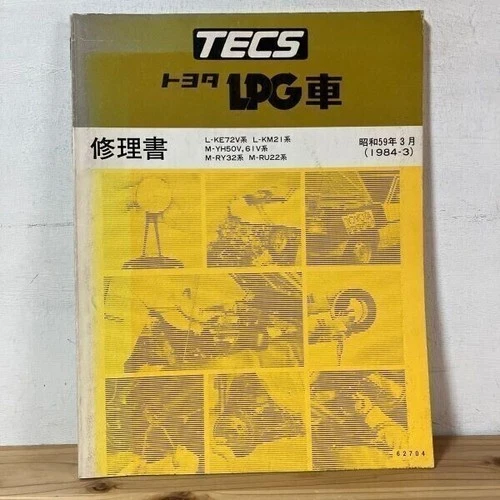 TECS
トヨタ LPG車
修理書
L-KE72V系 L-KM21系
M-YH50V,61V系
M-RY32系 M-RU22系
昭和59年3月
(1984-3)
62704